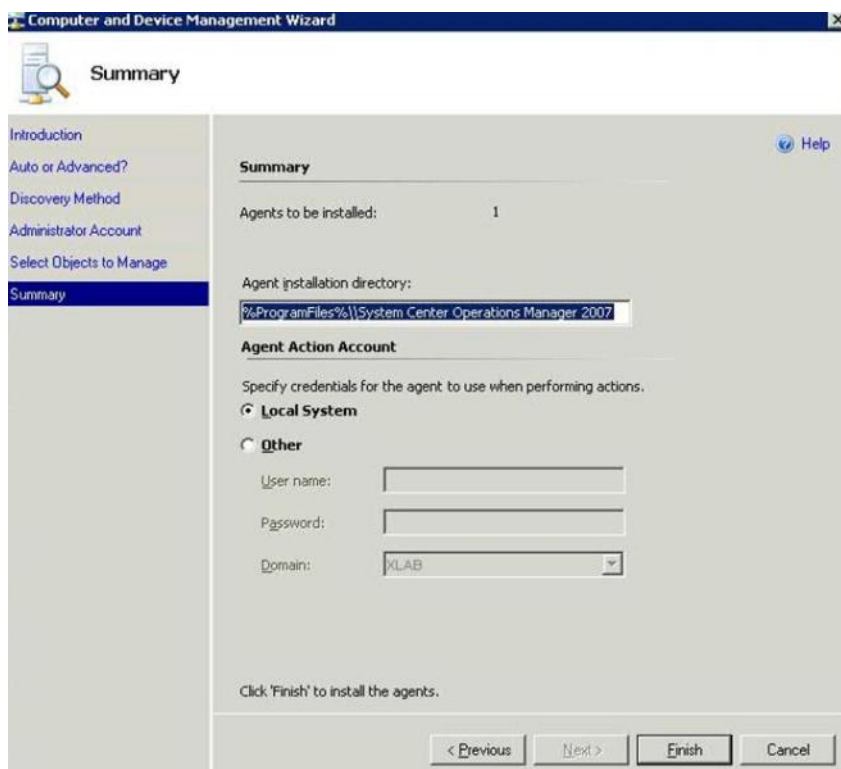 Computer and Device Management Wizard
Summary
Introduction
Auto or Advanced?
Discovery Method
Administrator Account
Select Objects to Manage
Summary
Help
Summary
Agents to be installed: 1
Agent installation directory:
%ProgramFiles%\\System Center Operations Manager 2007
Agent Action Account
Specify credentials for the agent to use when performing actions.
Local System
Other
User name:
Password:
Domain: XLAB
Click 'Finish' to install the agents.
< Previous Next > Finish Cancel